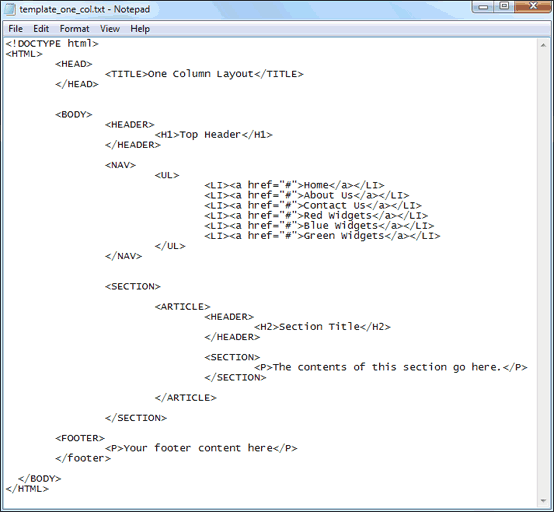 template_one_col.txt - Notepad
File Edit Format View Help
<!DOCTYPE html>
<HTML>
<HEAD>
<TITLE>One Column Layout</TITLE>
</HEAD>
<BODY>
<HEADER>
<H1>Top Header</H1>
</HEADER>
<NAV>
<UL>
<LI><a href="#">Home</a></LI>
<LI><a href="#">About Us</a></LI>
<LI><a href="#">Contact Us</a></LI>
<LI><a href="#">Red Widgets</a></LI>
<LI><a href="#">Blue Widgets</a></LI>
<LI><a href="#">Green Widgets</a></LI>
</UL>
</NAV>
<SECTION>
<ARTICLE>
<HEADER>
<H2>Section Title</H2>
</HEADER>
<SECTION>
<P>The contents of this section go here.</P>
</SECTION>
</ARTICLE>
</SECTION>
<FOOTER>
<P>Your footer content here</P>
</footer>
</BODY>
</HTML>